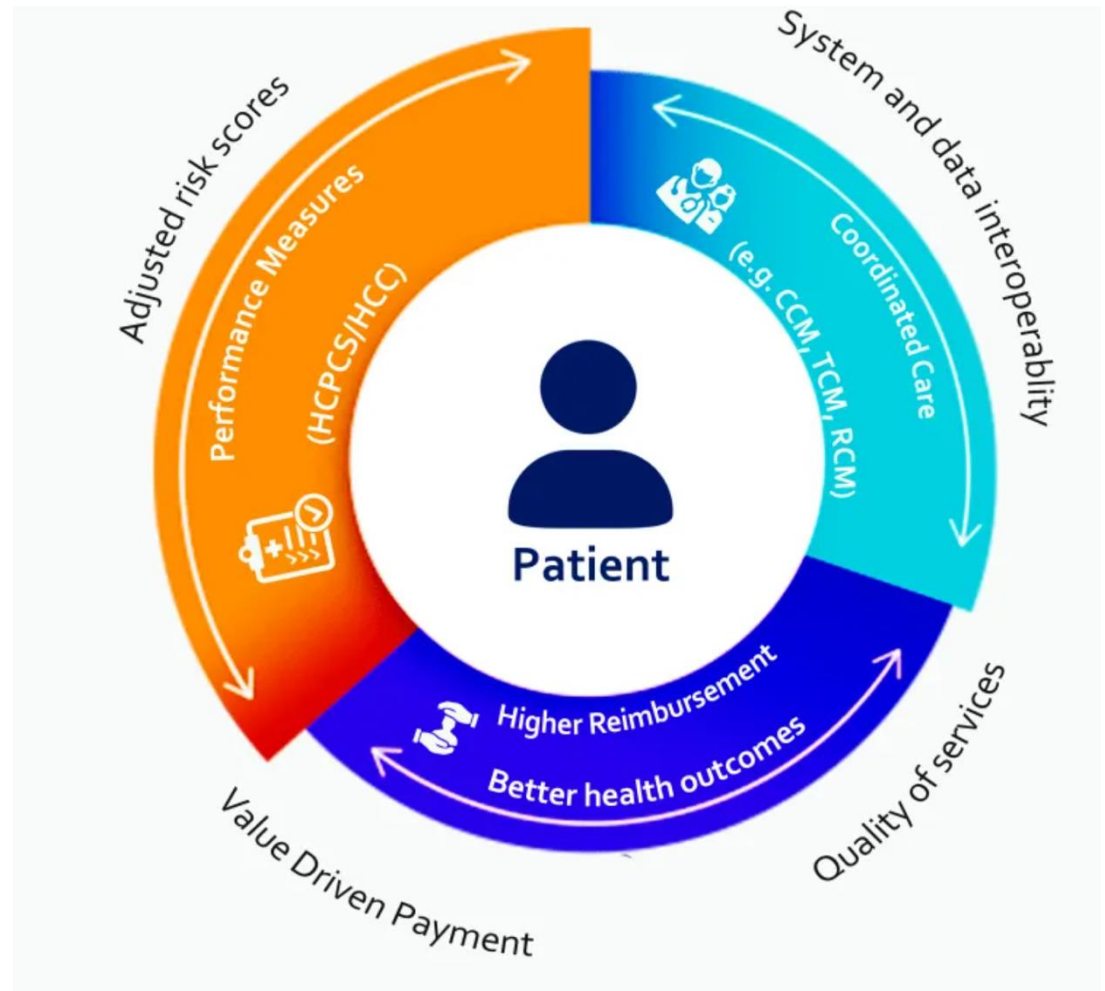 System and data interoperablity
Coordinated Care
(e.g. CCM, TCM, RCM)
Adjusted risk scores
Performance Measures
(HCPCS/HCC)
Patient
Higher Reimbursement
Better health outcomes
Quality of services
Value Driven Payment